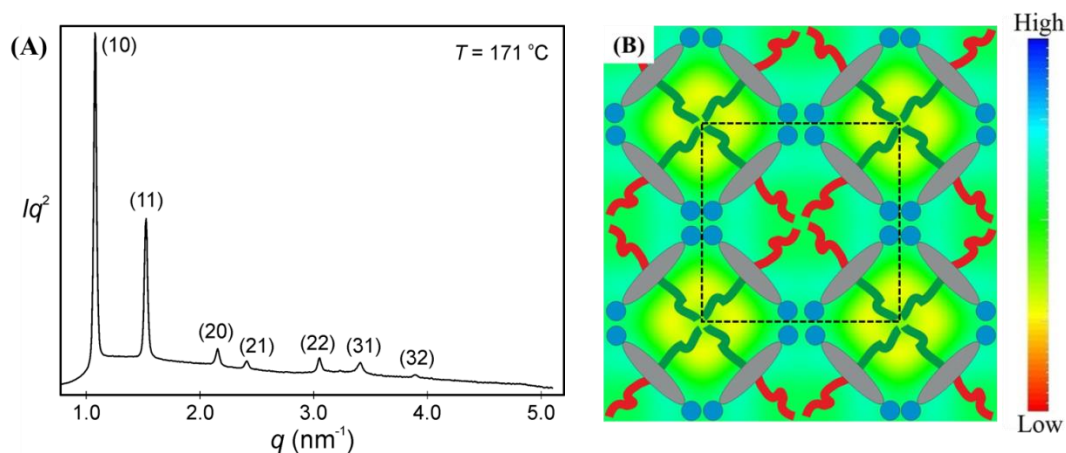 (A)
(10)
T = 171 °C
(11)
Iq²
(20)
(21)
(22)
(31)
(32)
1.0 2.0 3.0 4.0 5.0
q (nm⁻¹)
(B)
High
Low